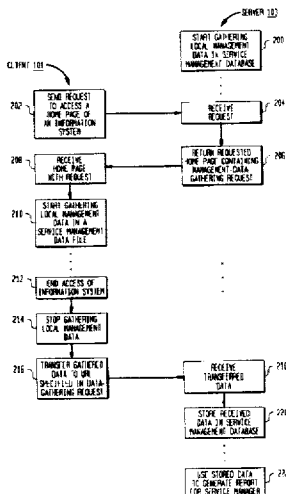 SERVER 103
START GATHERING
LOCAL MANAGEMENT
DATA IN SERVICE
MANAGEMENT DATABASE
200
CLIENT 101
SEND REQUEST
TO ACCESS A
HOME PAGE OF
AN INFORMATION
SYSTEM
202
RECEIVE
REQUEST
204
RETURN REQUESTED
HOME PAGE CONTAINING
MANAGEMENT-DATA-
GATHERING REQUEST
206
208
RECEIVE
HOME PAGE
WITH REQUEST
210
START GATHERING
LOCAL MANAGEMENT
DATA IN A
SERVICE MANAGEMENT
DATA FILE
212
END ACCESS OF
INFORMATION SYSTEM
214
STOP GATHERING
LOCAL MANAGEMENT
DATA
216
TRANSFER GATHERED
DATA TO URL
SPECIFIED IN DATA-
GATHERING REQUEST
RECEIVE
TRANSFERRED
DATA
STORE RECEIVED
DATA IN SERVICE
MANAGEMENT DATABASE
USE STORED DATA
TO GENERATE REPORT
FOR SERVICE MANAGER